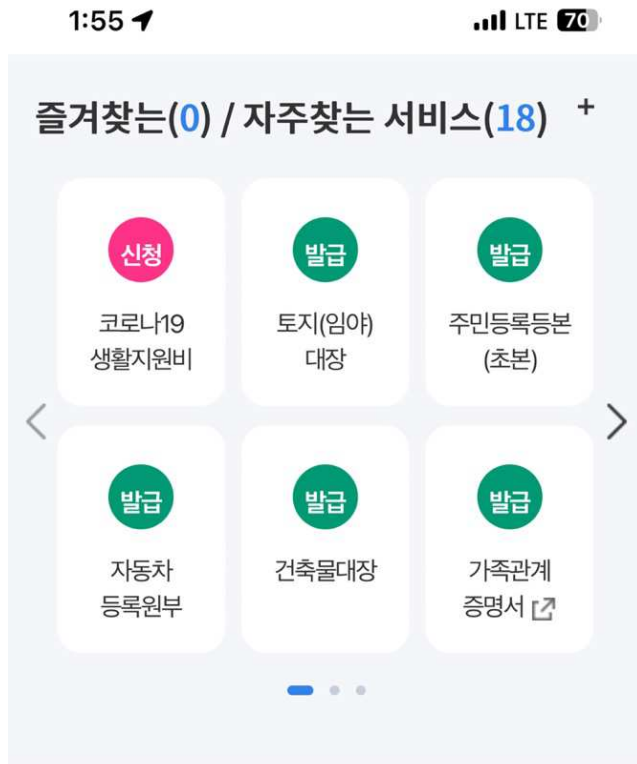 1:55 LTE 70
즐겨찾는(0) / 자주찾는 서비스(18) +
신청
코로나19
생활지원비
발급
토지(임야)
대장
발급
주민등록등본
(초본)
발급
자동차
등록원부
발급
건축물대장
발급
가족관계
증명서